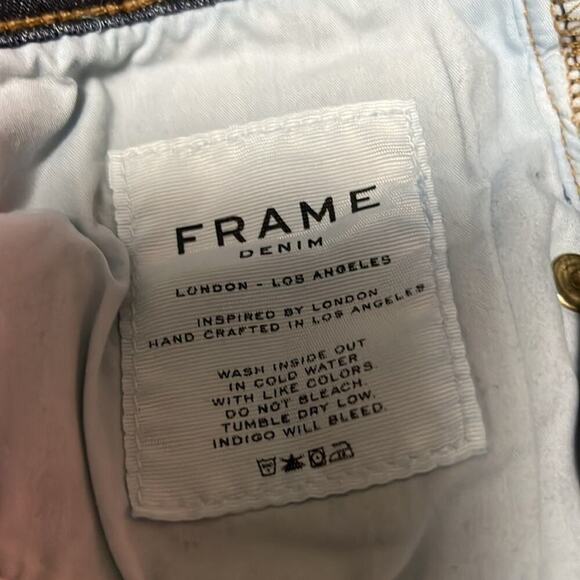 FRAME
DENIM
LONDON - LOS ANGELES
INSPIRED BY LONDON
HAND CRAFTED IN LOS ANGELES
WASH INSIDE OUT
IN COLD WATER
WITH LIKE COLORS.
DO NOT BLEACH.
TUMBLE DRY LOW.
INDIGO WILL BLEED.